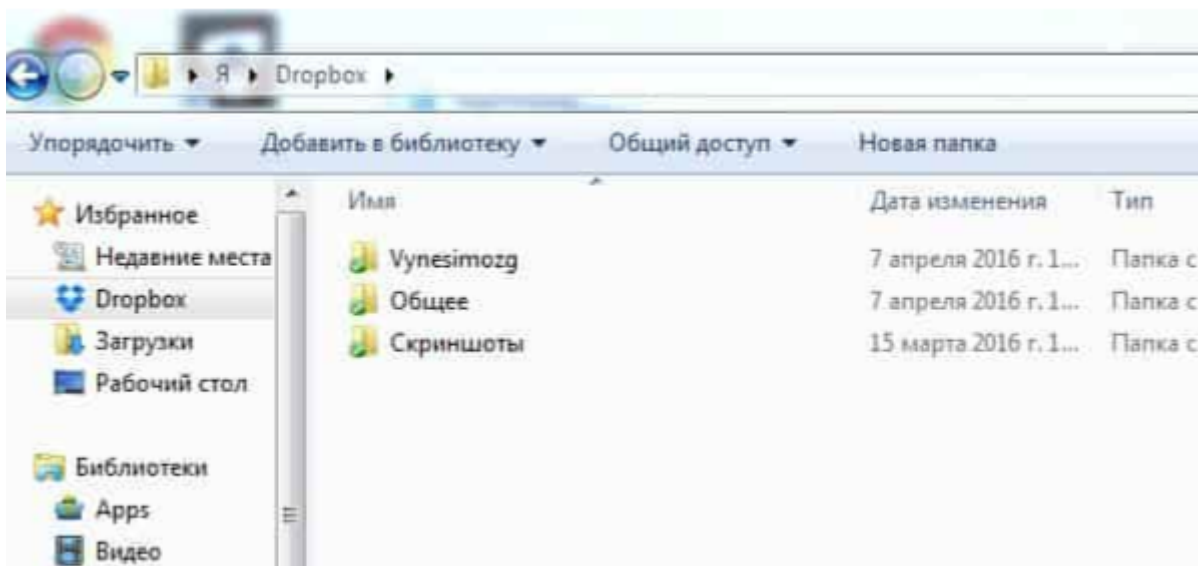 Я Dropbox
Упорядочить Добавить в библиотеку Общий доступ Новая папка
Избранное
Недавние места
Dropbox
Загрузки
Рабочий стол
Библиотеки
Apps
Видео
Имя Дата изменения Тип
Vynesimozg 7 апреля 2016 г. 1... Папка с
Общее 7 апреля 2016 г. 1... Папка с
Скриншоты 15 марта 2016 г. 1... Папка с